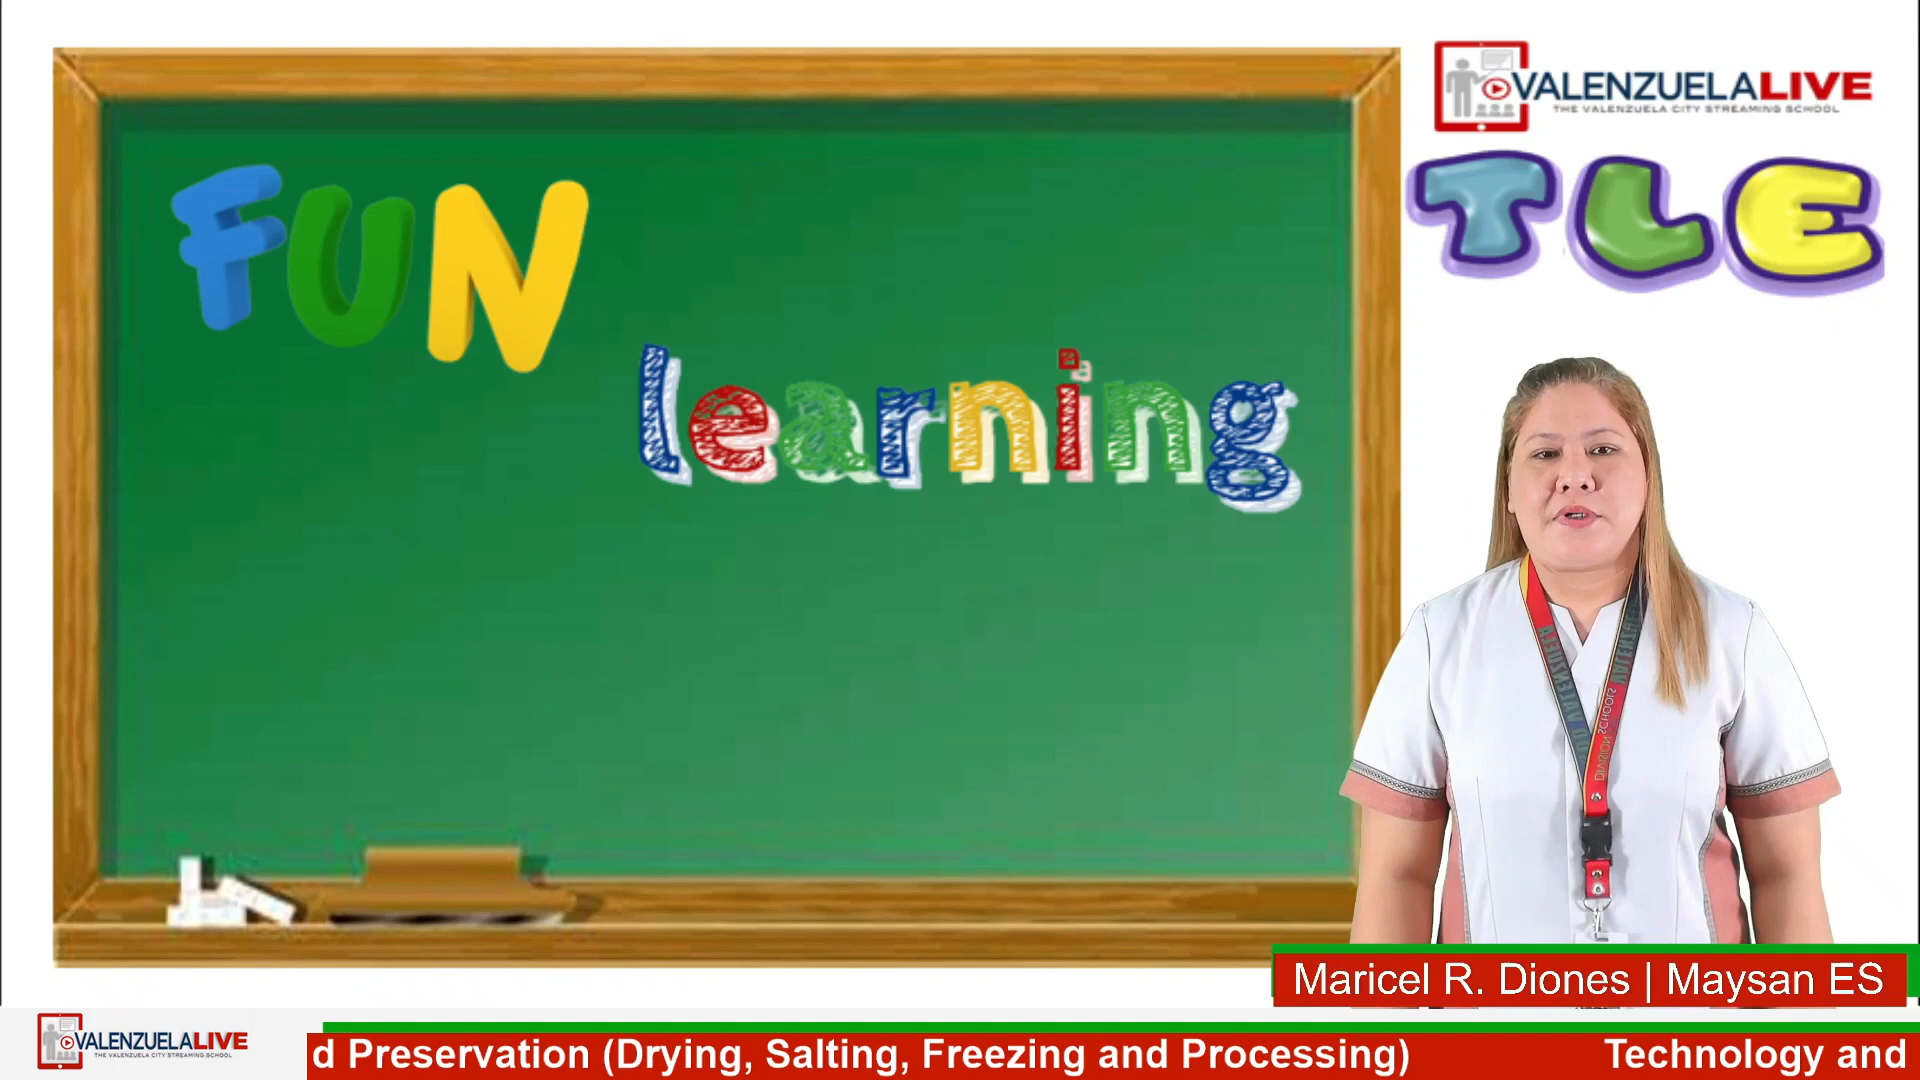 VALENZUELALIVE
THE VALENZUELA CITY STREAMING SCHOOL
TLE
FUN
learning
Maricel R. Diones | Maysan ES
VALENZUELALIVE
THE VALENZUELA CITY STREAMING SCHOOL
d Preservation (Drying, Salting, Freezing and Processing) Technology and